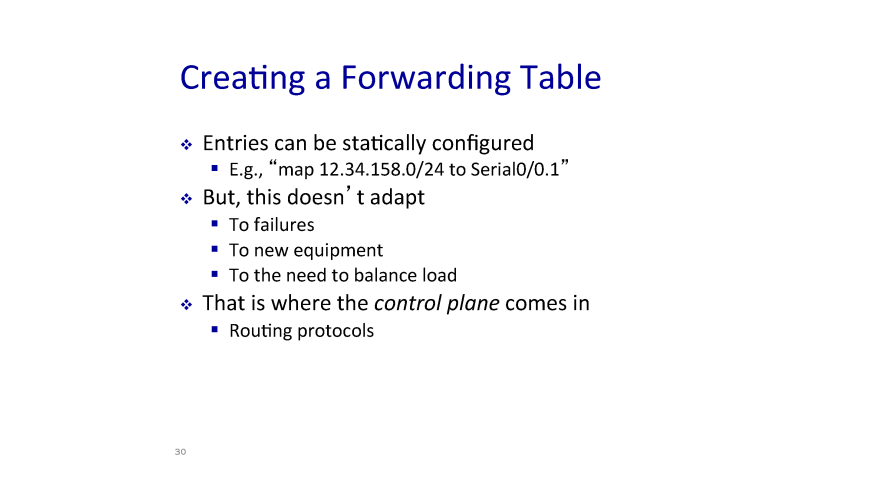 Creating a Forwarding Table
❖ Entries can be statically configured
▪ E.g., “map 12.34.158.0/24 to Serial0/0.1”
❖ But, this doesn’t adapt
▪ To failures
▪ To new equipment
▪ To the need to balance load
❖ That is where the control plane comes in
▪ Routing protocols
30